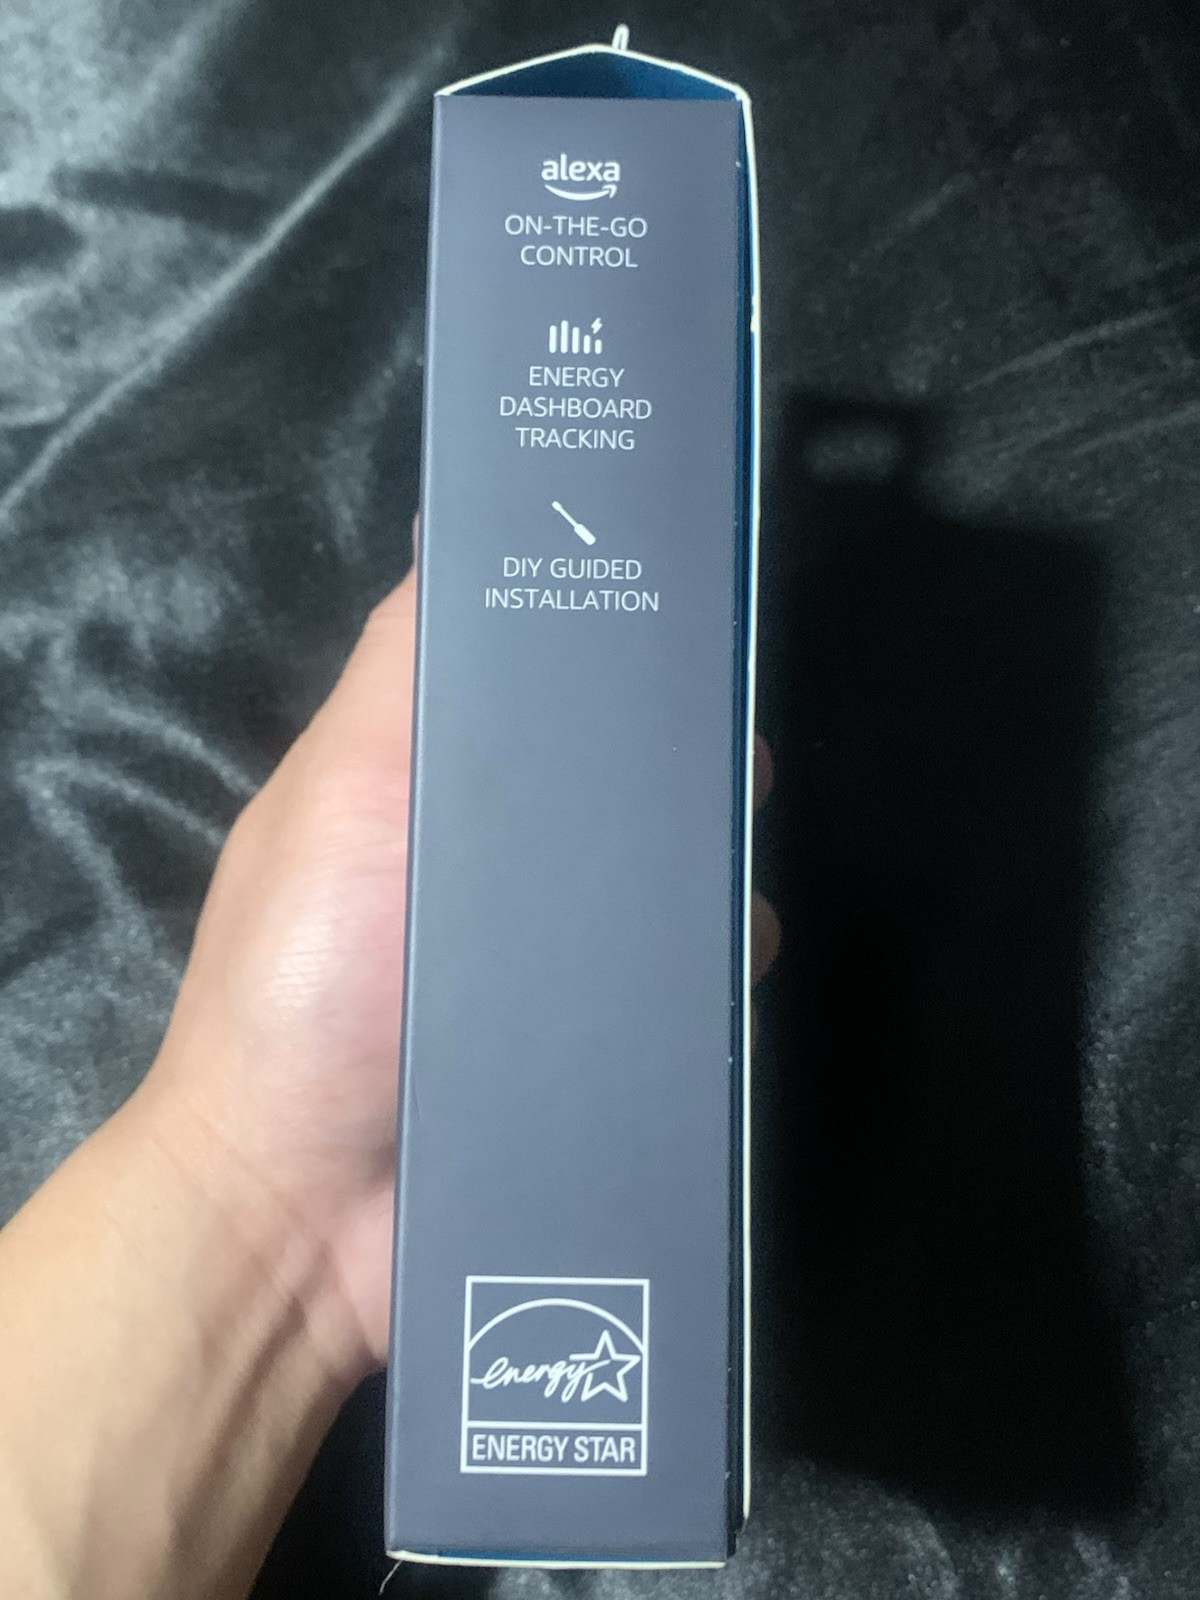 alexa
ON-THE-GO
CONTROL
ENERGY
DASHBOARD
TRACKING
DIY GUIDED
INSTALLATION
energy
ENERGY STAR